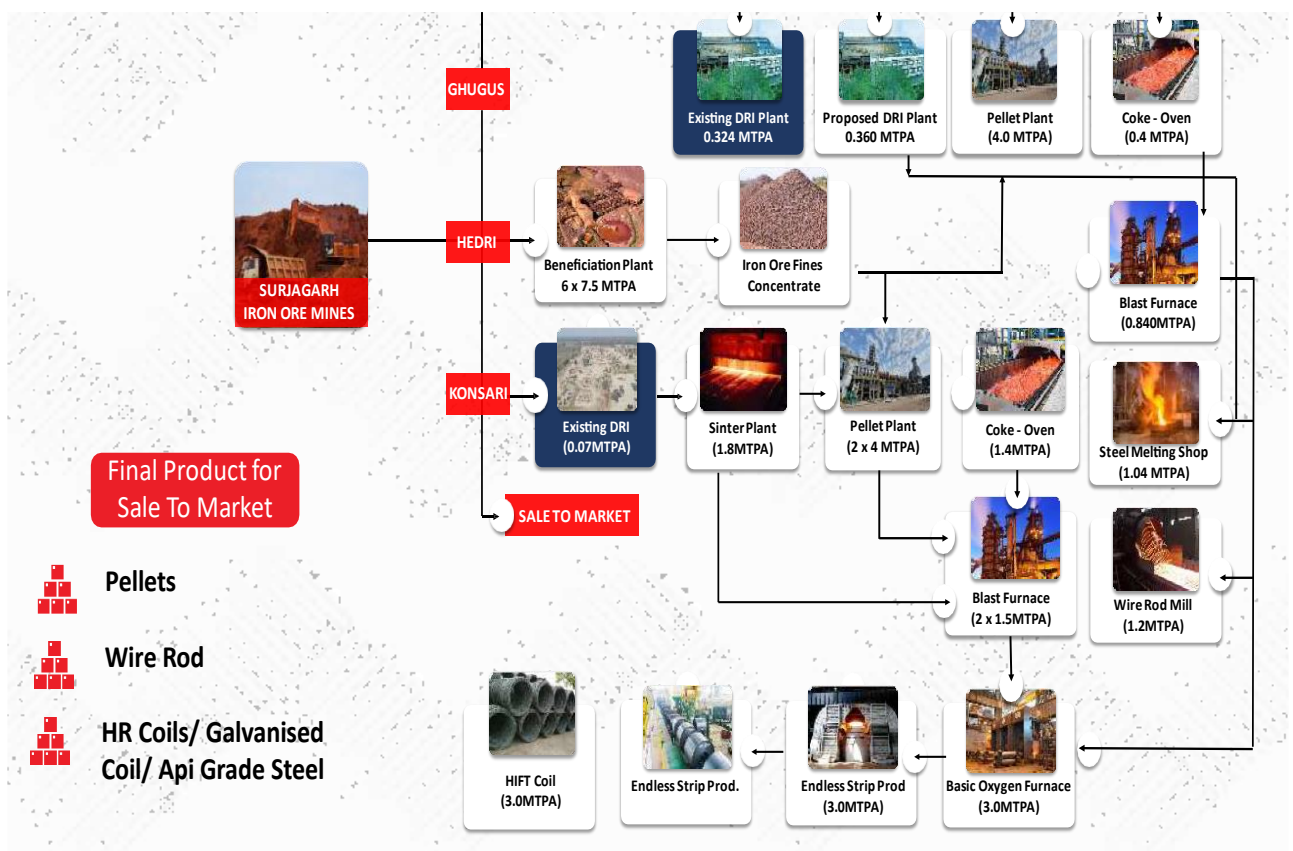 GHUGUS
Existing DRI Plant
0.324 MTPA
Proposed DRI Plant
0.360 MTPA
Pellet Plant
(4.0 MTPA)
Coke - Oven
(0.4 MTPA)
SURJAGARH
IRON ORE MINES
HEDRI
Beneficiation Plant
6 x 7.5 MTPA
Iron Ore Fines
Concentrate
Blast Furnace
(0.840MTPA)
KONSARI
Existing DRI
(0.07MTPA)
Sinter Plant
(1.8MTPA)
Pellet Plant
(2 x 4 MTPA)
Coke - Oven
(1.4MTPA)
Steel Melting Shop
(1.04 MTPA)
Final Product for
Sale To Market
SALE TO MARKET
Blast Furnace
(2 x 1.5MTPA)
Wire Rod Mill
(1.2MTPA)
Pellets
Wire Rod
HR Coils/ Galvanised
Coil/ Api Grade Steel
HIFT Coil
(3.0MTPA)
Endless Strip Prod.
Endless Strip Prod
(3.0MTPA)
Basic Oxygen Furnace
(3.0MTPA)